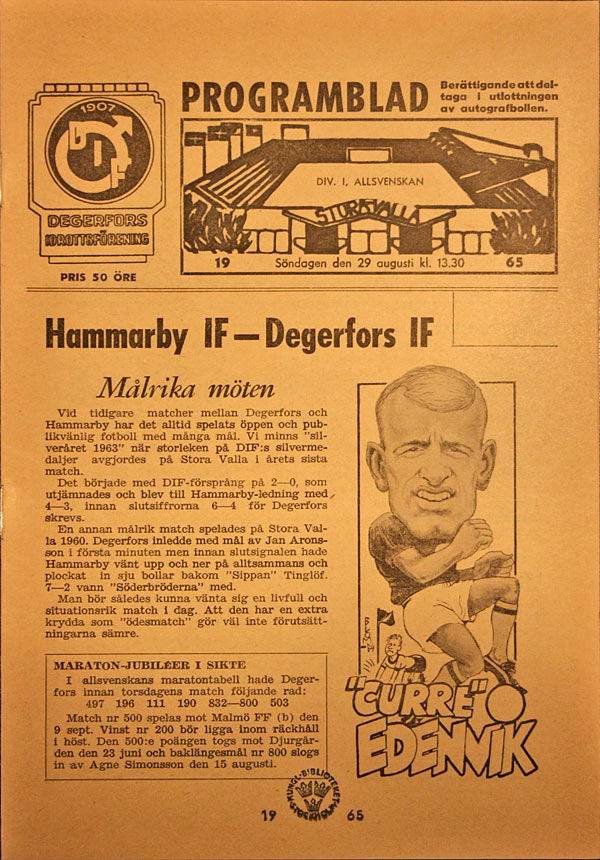 1907
DIF
DEGERFORS
IDROTTSFÖRENING
PRIS 50 ÖRE
PROGRAMBLAD
Berättigande att del-
taga i utlottningen
av autografbollen.
DIV. I, ALLSVENSKAN
STORA VALLA
19 Söndagen den 29 augusti kl. 13.30 65
Hammarby IF — Degerfors IF
Målrika möten
Vid tidigare matcher mellan Degerfors och
Hammarby har det alltid spelats öppen och pub-
likvänlig fotboll med många mål. Vi minns "sil-
veråret 1963" när storleken på DIF:s silverme-
daljer avgjordes på Stora Valla i årets sista
match.
Det började med DIF-försprång på 2—0, som
utjämnades och blev till Hammarby-ledning med
4—3, innan slutsiffrorna 6—4 för Degerfors
skrevs.
En annan målrik match spelades på Stora Val-
la 1960. Degerfors inledde med mål av Jan Arons-
son i första minuten men innan slutsignalen hade
Hammarby vänt upp och ner på alltsammans och
plockat in sju bollar bakom "Sippan" Tinglöf.
7—2 vann "Söderbröderna" med.
Man bör således kunna vänta sig en livfull och
situationsrik match i dag. Att den har en extra
krydda som "ödesmatch" gör väl inte förutsätt-
ningarna sämre.
MARATON-JUBILÉER I SIKTE
I allsvenskans maratontabell hade Deger-
fors innan torsdagens match följande rad:
497 196 111 190 832—800 503
Match nr 500 spelas mot Malmö FF (b) den
9 sept. Vinst nr 200 bör ligga inom räckhåll
i höst. Den 500:e poängen togs mot Djurgår-
den den 23 juni och baklängesmål nr 800 slogs
in av Agne Simonsson den 15 augusti.
"CURRE"
EDENVIK
KUNGL. BIBLIOTEKET
STOCKHOLM
19 65